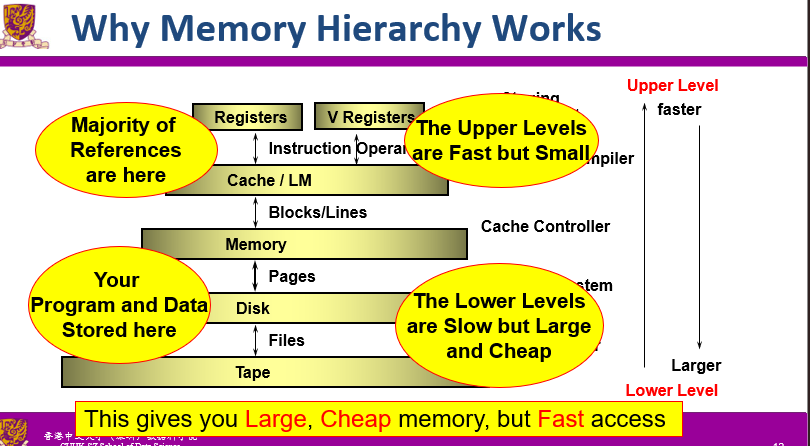 Why Memory Hierarchy Works
Upper Level
faster
Registers
V Registers
Majority of
References
are here
The Upper Levels
are Fast but Small
Instruction Operan
Cache / LM
Blocks/Lines
Cache Controller
Memory
Your
Program and Data
Stored here
Pages
Disk
The Lower Levels
are Slow but Large
and Cheap
Files
Larger
Tape
Lower Level
This gives you Large, Cheap memory, but Fast access